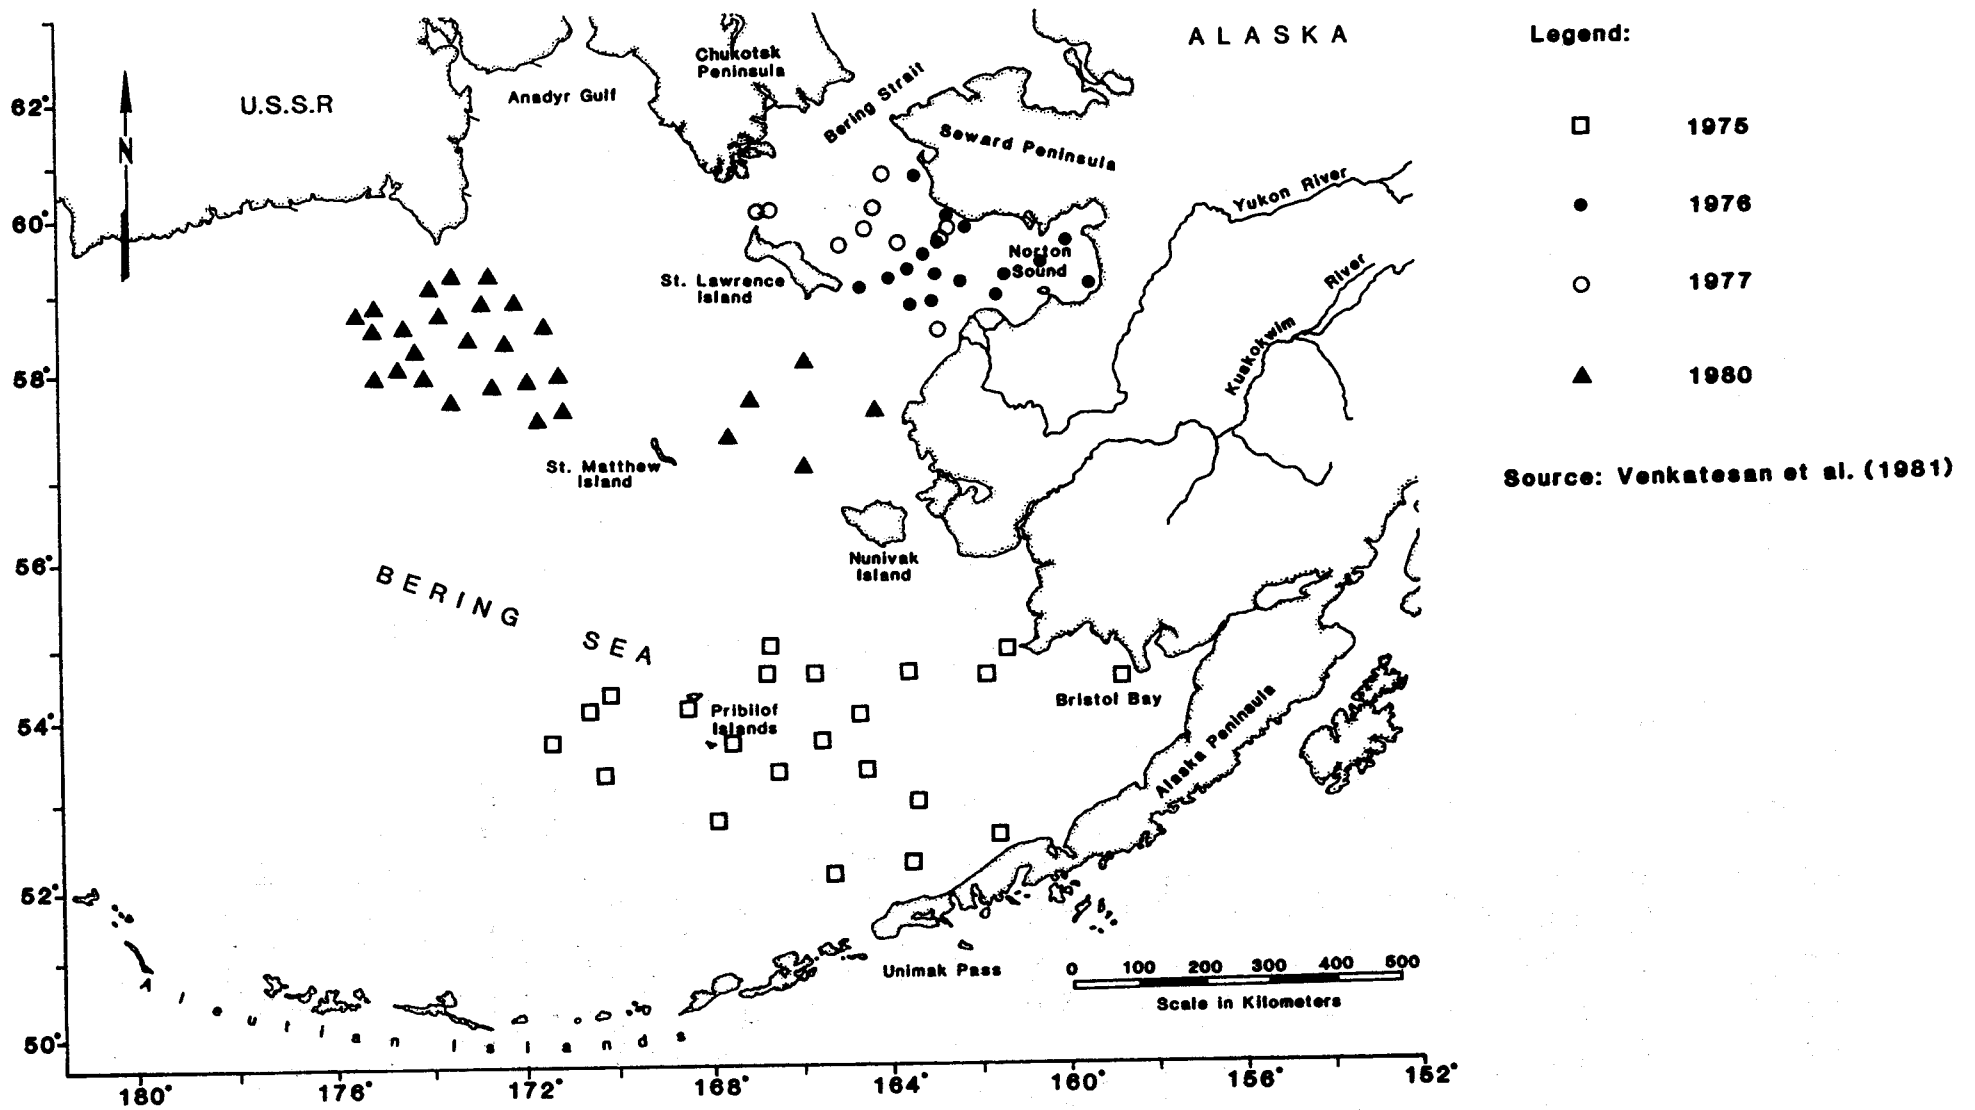 ALASKA
Legend:
Chukotsk
Peninsula
Bering Strait
62°
U.S.S.R
Anadyr Gulf
N
Seward Peninsula
1975
Yukon River
1976
60°
Norton
Sound
St. Lawrence
Island
River
Kuskokwim
1977
58°
1980
St. Matthew
Island
Source: Venkatesan et al. (1981)
56°
Nunivak
Island
BERING
SEA
Bristol Bay
Pribilof
Islands
54°
Alaska Peninsula
52°
Unimak Pass
0 100 200 300 400 500
Scale in Kilometers
Aleutian Islands
50°
180° 176° 172° 168° 164° 160° 156° 152°